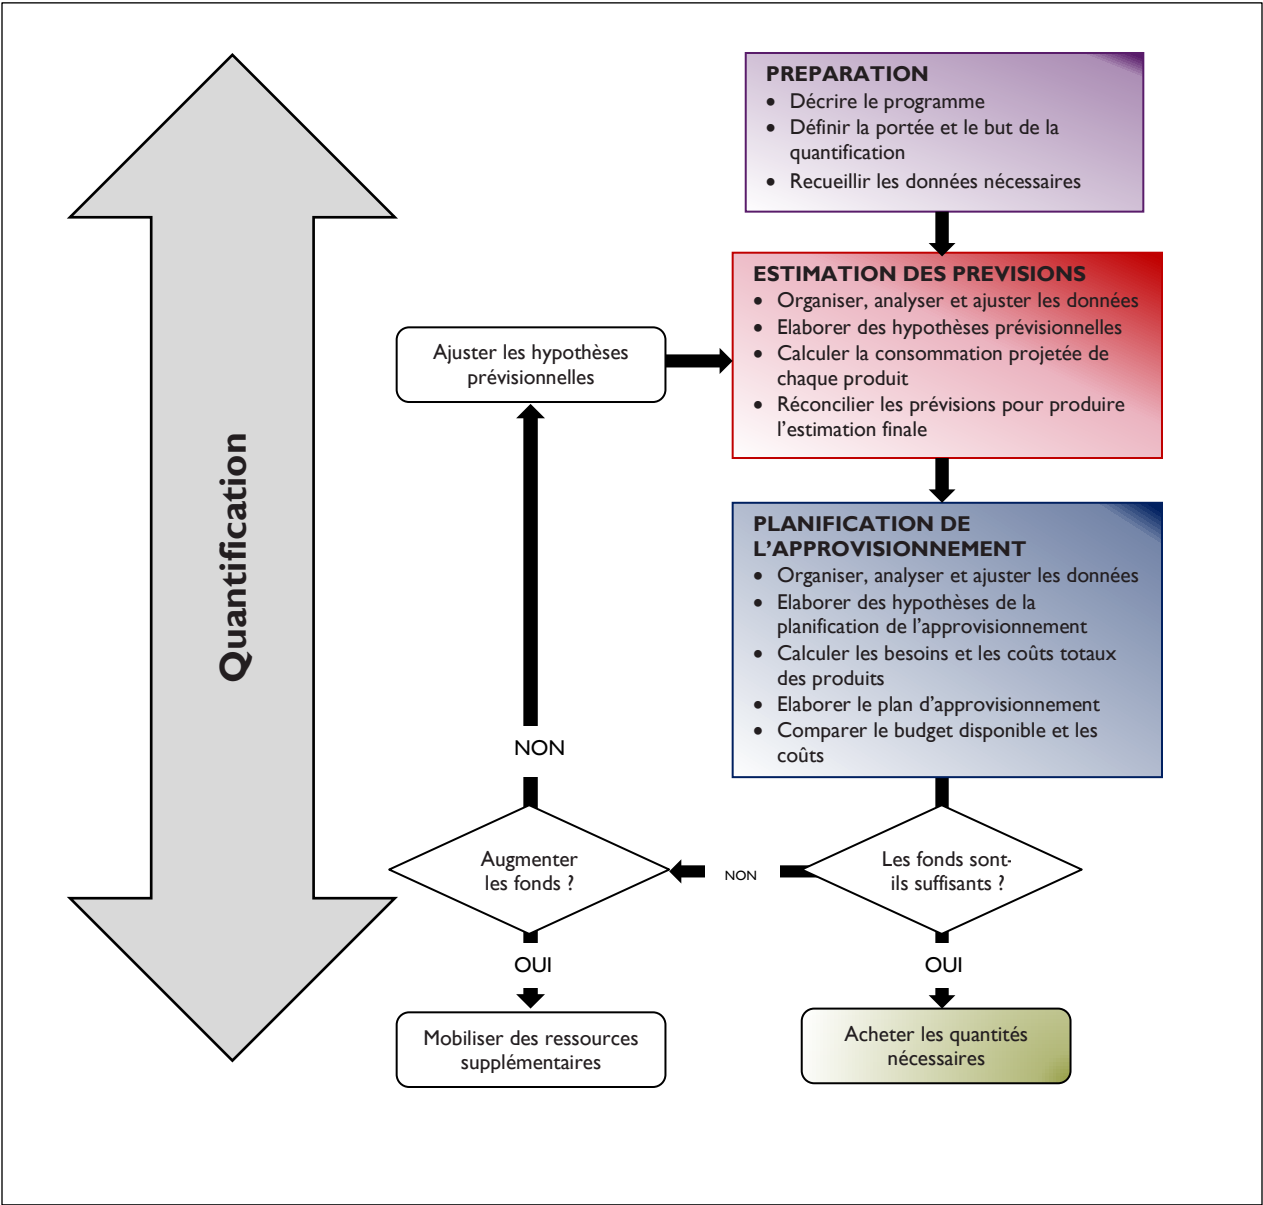 PREPARATION
• Décrire le programme
• Définir la portée et le but de la
quantification
• Recueillir les données nécessaires
ESTIMATION DES PREVISIONS
• Organiser, analyser et ajuster les données
• Elaborer des hypothèses prévisionnelles
• Calculer la consommation projetée de
chaque produit
• Réconcilier les prévisions pour produire
l’estimation finale
Ajuster les hypothèses
prévisionnelles
Quantification
PLANIFICATION DE
L’APPROVISIONNEMENT
• Organiser, analyser et ajuster les données
• Elaborer des hypothèses de la
planification de l’approvisionnement
• Calculer les besoins et les coûts totaux
des produits
• Elaborer le plan d’approvisionnement
• Comparer le budget disponible et les
coûts
NON
Augmenter
les fonds ?
NON
Les fonds sont-
ils suffisants ?
OUI
OUI
Mobiliser des ressources
supplémentaires
Acheter les quantités
nécessaires